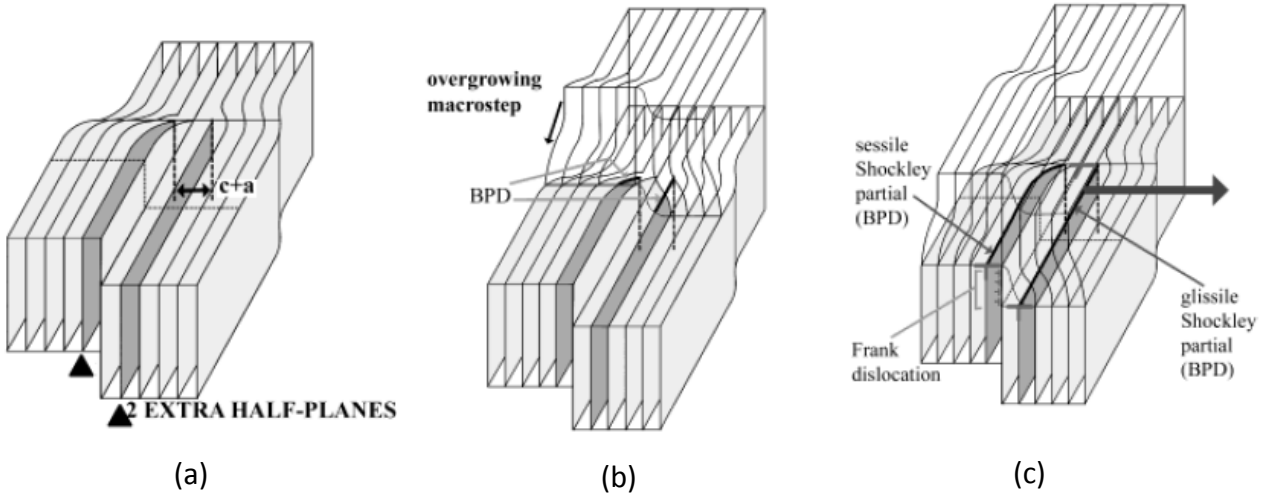 c+a
2 EXTRA HALF-PLANES
(a)
overgrowing
macrostep
BPD
(b)
sessile
Shockley
partial
(BPD)
Frank
dislocation
glissile
Shockley
partial
(BPD)
(c)